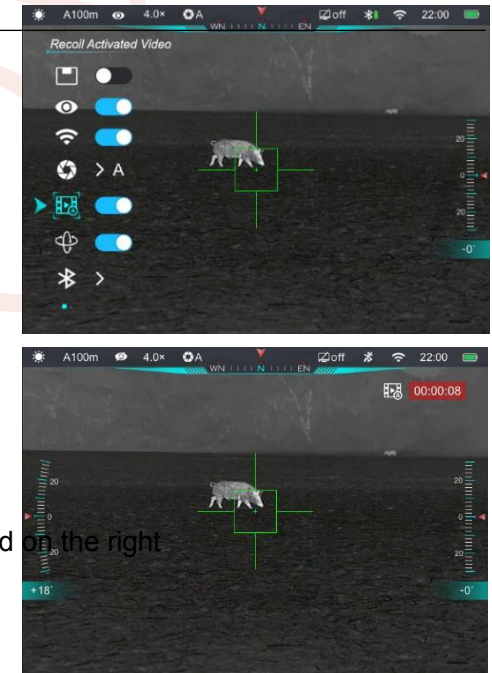 A100m 4.0× A off 22:00
WN N EN
Recoil Activated Video
> A
>
20
0
20
-0°
A100m 4.0× A off 22:00
WN N EN
00:00:08
20 20
0 0
d on the right
20 20
+18° -0°